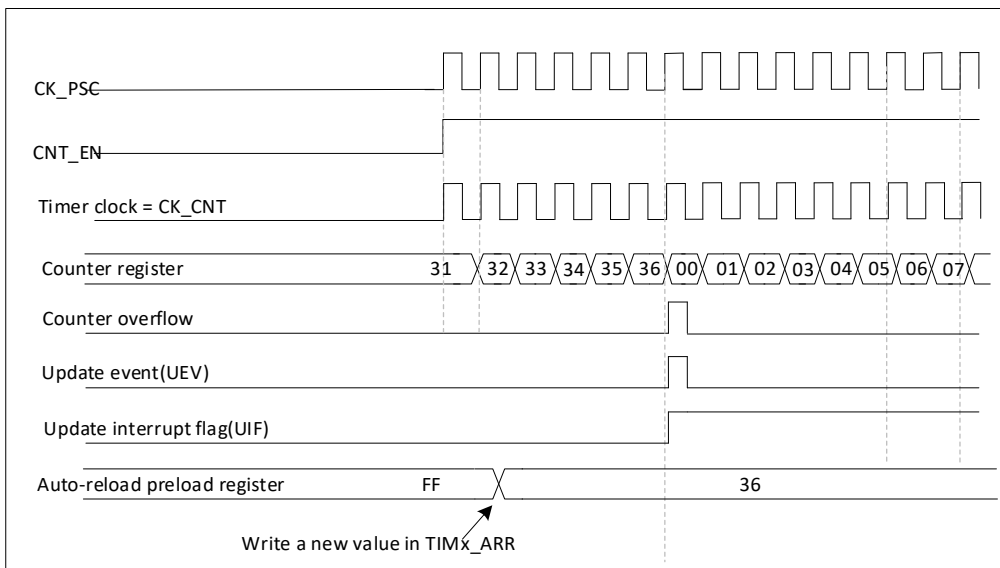 CK_PSC
CNT_EN
Timer clock = CK_CNT
Counter register 31 32 33 34 35 36 00 01 02 03 04 05 06 07
Counter overflow
Update event(UEV)
Update interrupt flag(UIF)
Auto-reload preload register FF 36
Write a new value in TIMx_ARR